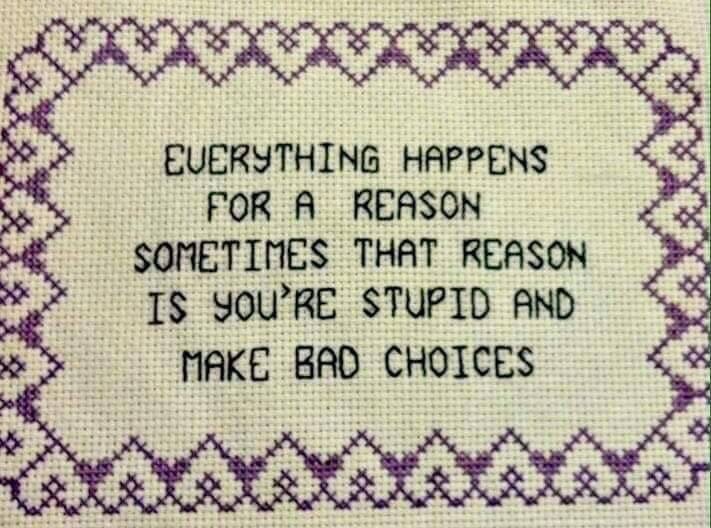 EVERYTHING HAPPENS
FOR A REASON
SOMETIMES THAT REASON
IS YOU'RE STUPID AND
MAKE BAD CHOICES